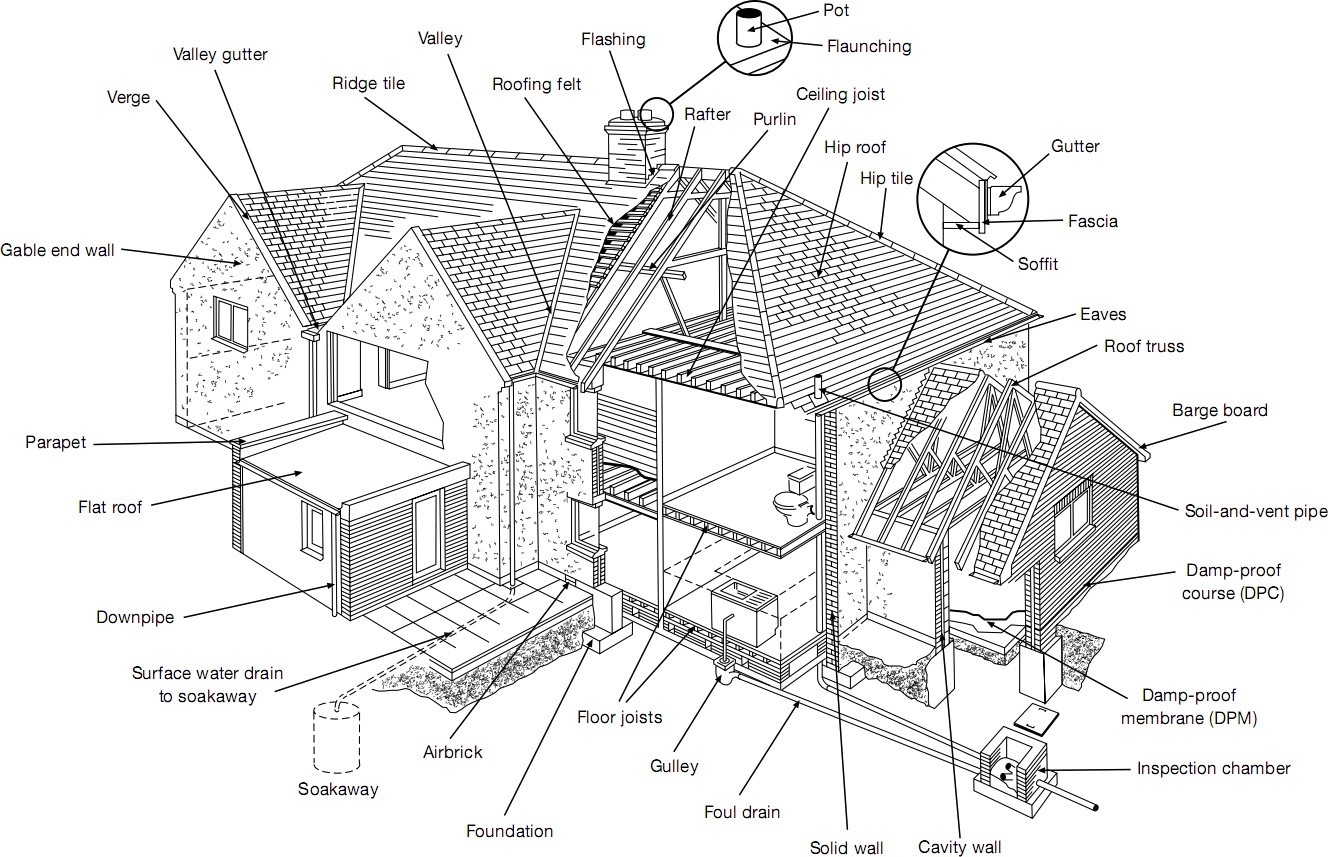 Pot
Flaunching
Flashing
Valley
Valley gutter
Ridge tile
Roofing felt
Verge
Rafter
Purlin
Ceiling joist
Hip roof
Hip tile
Gutter
Fascia
Soffit
Gable end wall
Eaves
Roof truss
Barge board
Parapet
Flat roof
Soil-and-vent pipe
Damp-proof
course (DPC)
Downpipe
Surface water drain
to soakaway
Damp-proof
membrane (DPM)
Floor joists
Airbrick
Gulley
Inspection chamber
Soakaway
Foul drain
Foundation
Solid wall
Cavity wall